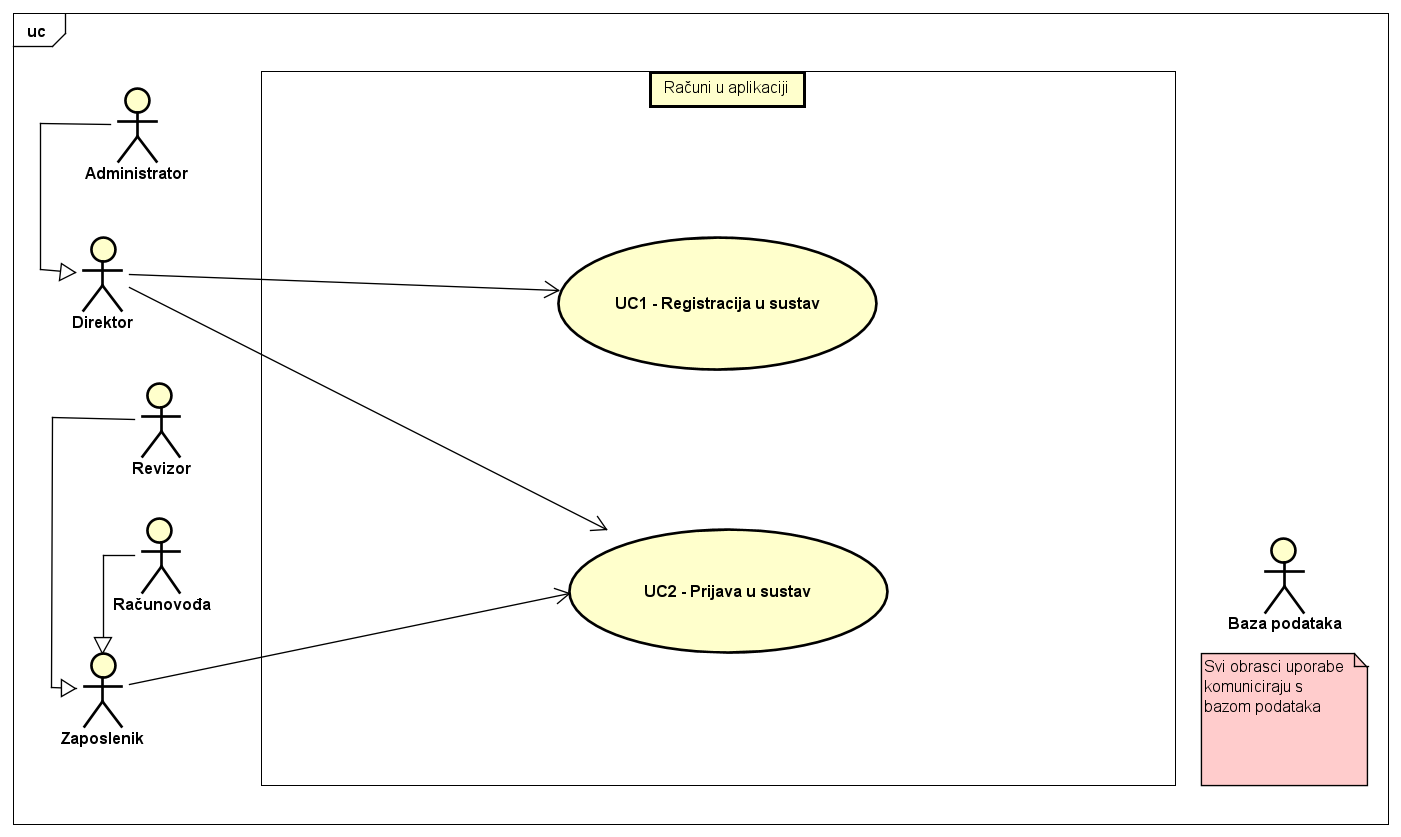 uc
Računi u aplikaciji
Administrator
Direktor
UC1 - Registracija u sustav
Revizor
Računovođa
UC2 - Prijava u sustav
Zaposlenik
Baza podataka
Svi obrasci uporabe
komuniciraju s
bazom podataka